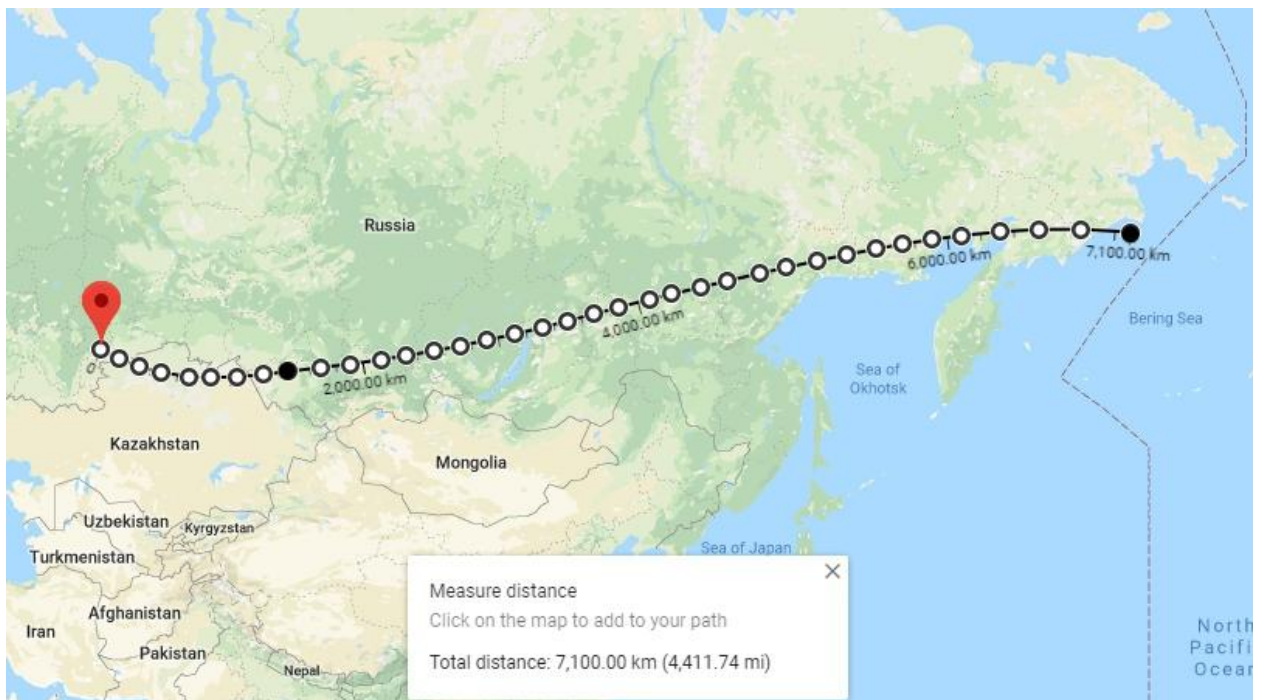 Russia
6,000.00 km
7,100.00 km
Bering Sea
4,000.00 km
0
2,000.00 km
Sea of
Okhotsk
Kazakhstan
Mongolia
Uzbekistan
Kyrgyzstan
Turkmenistan
Sea of Japan
Afghanistan
Iran
Pakistan
Nepal
North
Pacifi
Ocear
Measure distance
Click on the map to add to your path
Total distance: 7,100.00 km (4,411.74 mi)